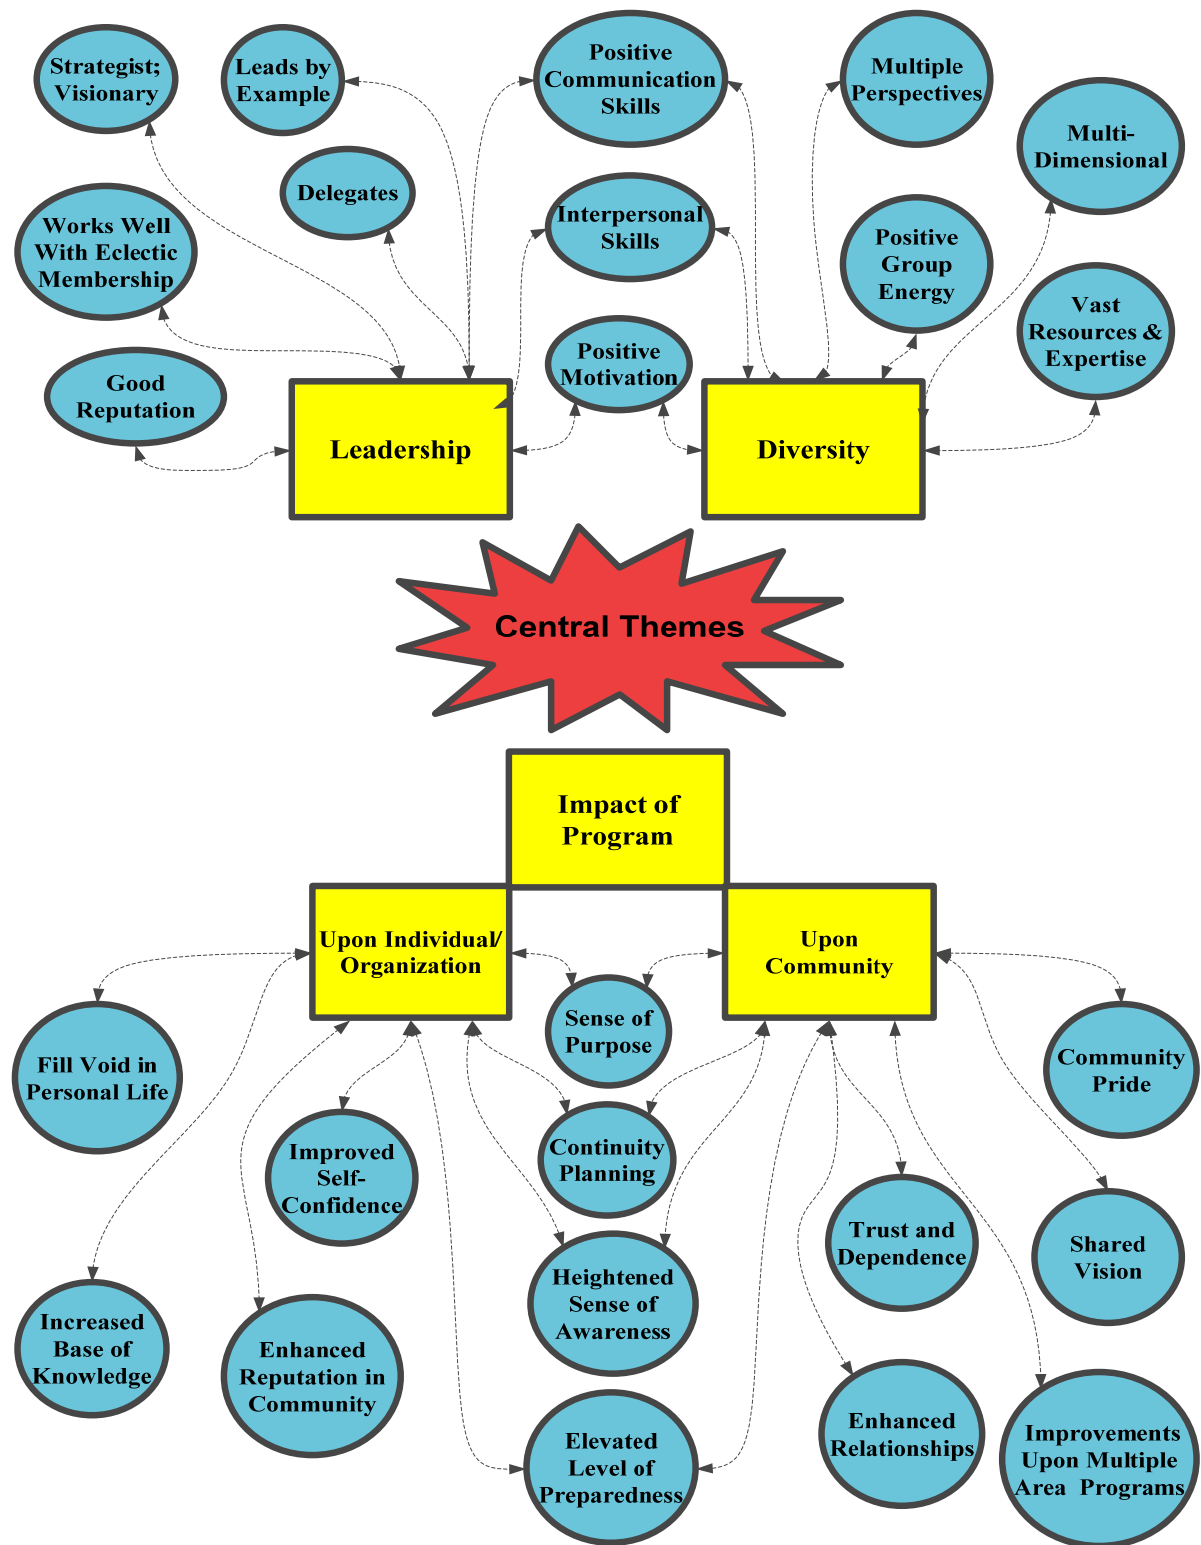 Strategist;
Visionary
Leads by
Example
Positive
Communication
Skills
Multiple
Perspectives
Multi-
Dimensional
Delegates
Works Well
With Eclectic
Membership
Interpersonal
Skills
Positive
Group
Energy
Vast
Resources &
Expertise
Good
Reputation
Positive
Motivation
Leadership
Diversity
Central Themes
Impact of
Program
Upon Individual/
Organization
Upon
Community
Sense of
Purpose
Fill Void in
Personal Life
Community
Pride
Improved
Self-
Confidence
Continuity
Planning
Trust and
Dependence
Shared
Vision
Heightened
Sense of
Awareness
Increased
Base of
Knowledge
Enhanced
Reputation in
Community
Enhanced
Relationships
Elevated
Level of
Preparedness
Improvements
Upon Multiple
Area Programs